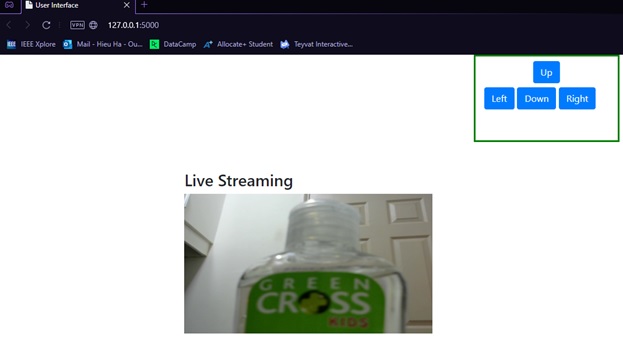 User Interface
VPN 127.0.0.1:5000
IEEE Xplore Mail - Hieu Ha - Ou... DataCamp Allocate+ Student Teyvat Interactive...
Up
Left Down Right
Live Streaming
GREEN
CROSS
KIDS